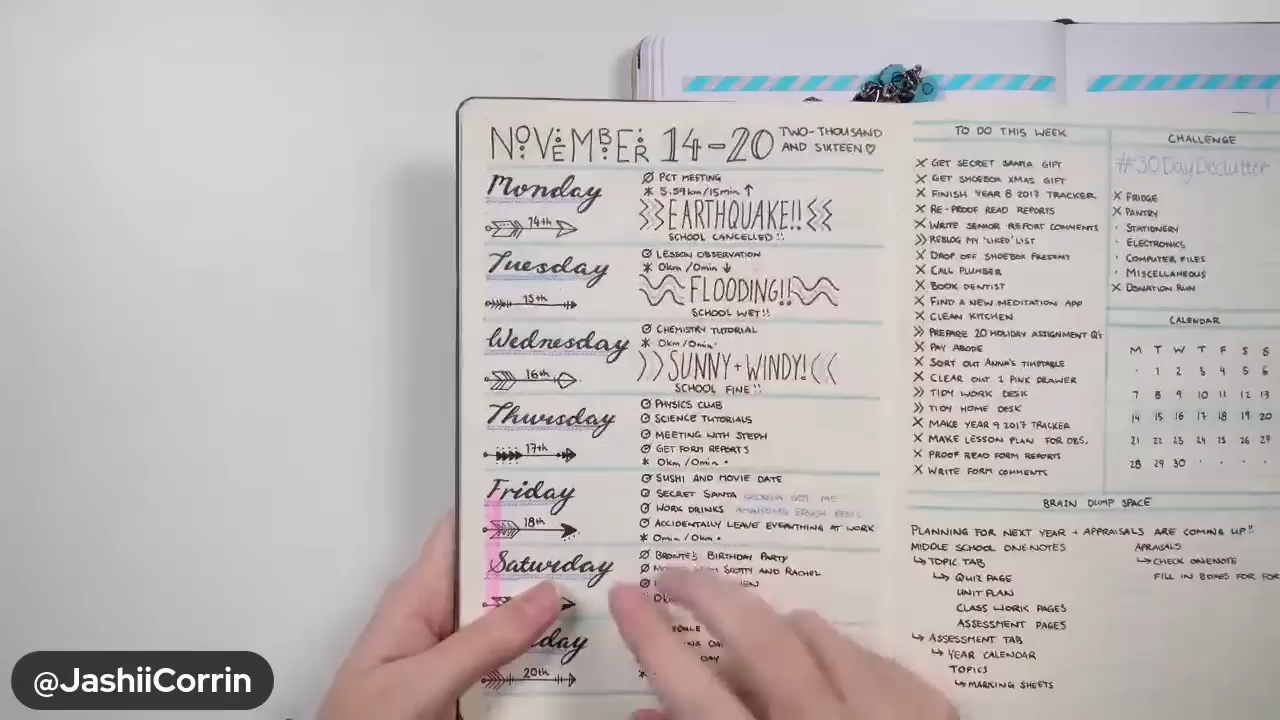 NOVEMBER 14-20 TWO-THOUSAND AND SIXTEEN♡
Monday
14th
Ø PCT MEETING
* 5.59km/15min ↑
EARTHQUAKE!!
SCHOOL CANCELLED!!
Tuesday
15th
LESSON OBSERVATION
* 0km/0min ↓
FLOODING!!
SCHOOL WET!!
Wednesday
16th
CHEMISTRY TUTORIAL
* 0km/0min·
SUNNY + WINDY!
SCHOOL FINE!!
Thursday
17th
PHYSICS CLUB
SCIENCE TUTORIALS
MEETING WITH STEPH
GET FORM REPORTS
* 0km/0min ·
Friday
18th
SUSHI AND MOVIE DATE
SECRET SANTA GEORGIA GOT ME
WORK DRINKS AMAZING BRUSH PENS
ACCIDENTALLY LEAVE EVERYTHING AT WORK
* 0min/0km ·
Saturday
Ø BRONTE'S BIRTHDAY PARTY
SCOTTY AND RACHEL
20th
DAY
TO DO THIS WEEK
X GET SECRET SANTA GIFT
X GET SHOEBOX XMAS GIFT
X FINISH YEAR 8 2017 TRACKER
X RE-PROOF READ REPORTS
X WRITE SENIOR REPORT COMMENTS
>> REBLOG MY 'LIKED' LIST
X DROP OFF SHOEBOX PRESENT
X CALL PLUMBER
X BOOK DENTIST
X FIND A NEW MEDITATION APP
X CLEAN KITCHEN
>> PREPARE 20 HOLIDAY ASSIGNMENT Q's
X PAY ABODE
X SORT OUT ANNA'S TIMETABLE
X CLEAR OUT 1 PINK DRAWER
>> TIDY WORK DESK
>> TIDY HOME DESK
X MAKE YEAR 9 2017 TRACKER
X MAKE LESSON PLAN FOR OBS.
X PROOF READ FORM REPORTS
X WRITE FORM COMMENTS
CHALLENGE
#30DayDeclutter
X FRIDGE
X PANTRY
· STATIONERY
· ELECTRONICS
· COMPUTER FILES
· MISCELLANEOUS
X DONATION RUN
CALENDAR
M T W T F S S
· 1 2 3 4 5 6
7 8 9 10 11 12 13
14 15 16 17 18 19 20
21 22 23 24 25 26 27
28 29 30 · · · ·
BRAIN DUMP SPACE
PLANNING FOR NEXT YEAR + APPRAISALS ARE COMING UP!!
MIDDLE SCHOOL ONENOTES
↳ TOPIC TAB
↳ QUIZ PAGE
UNIT PLAN
CLASS WORK PAGES
ASSESSMENT PAGES
↳ ASSESSMENT TAB
↳ YEAR CALENDAR
TOPICS
↳ MARKING SHEETS
APRAISALS
↳ CHECK ONENOTE
FILL IN BOXES FOR
@JashiiCorrin